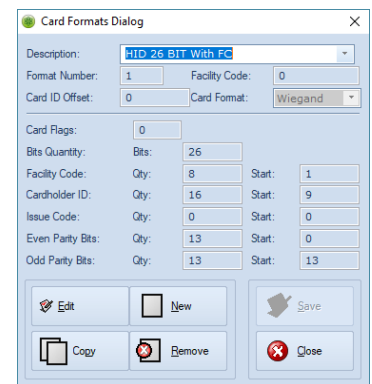 Card Formats Dialog
Description: HID 26 BIT With FC
Format Number: 1 Facility Code: 0
Card ID Offset: 0 Card Format: Wiegand
Card Flags: 0
Bits Quantity: Bits: 26
Facility Code: Qty: 8 Start: 1
Cardholder ID: Qty: 16 Start: 9
Issue Code: Qty: 0 Start: 0
Even Parity Bits: Qty: 13 Start: 0
Odd Parity Bits: Qty: 13 Start: 13
Edit New Save
Copy Remove Close